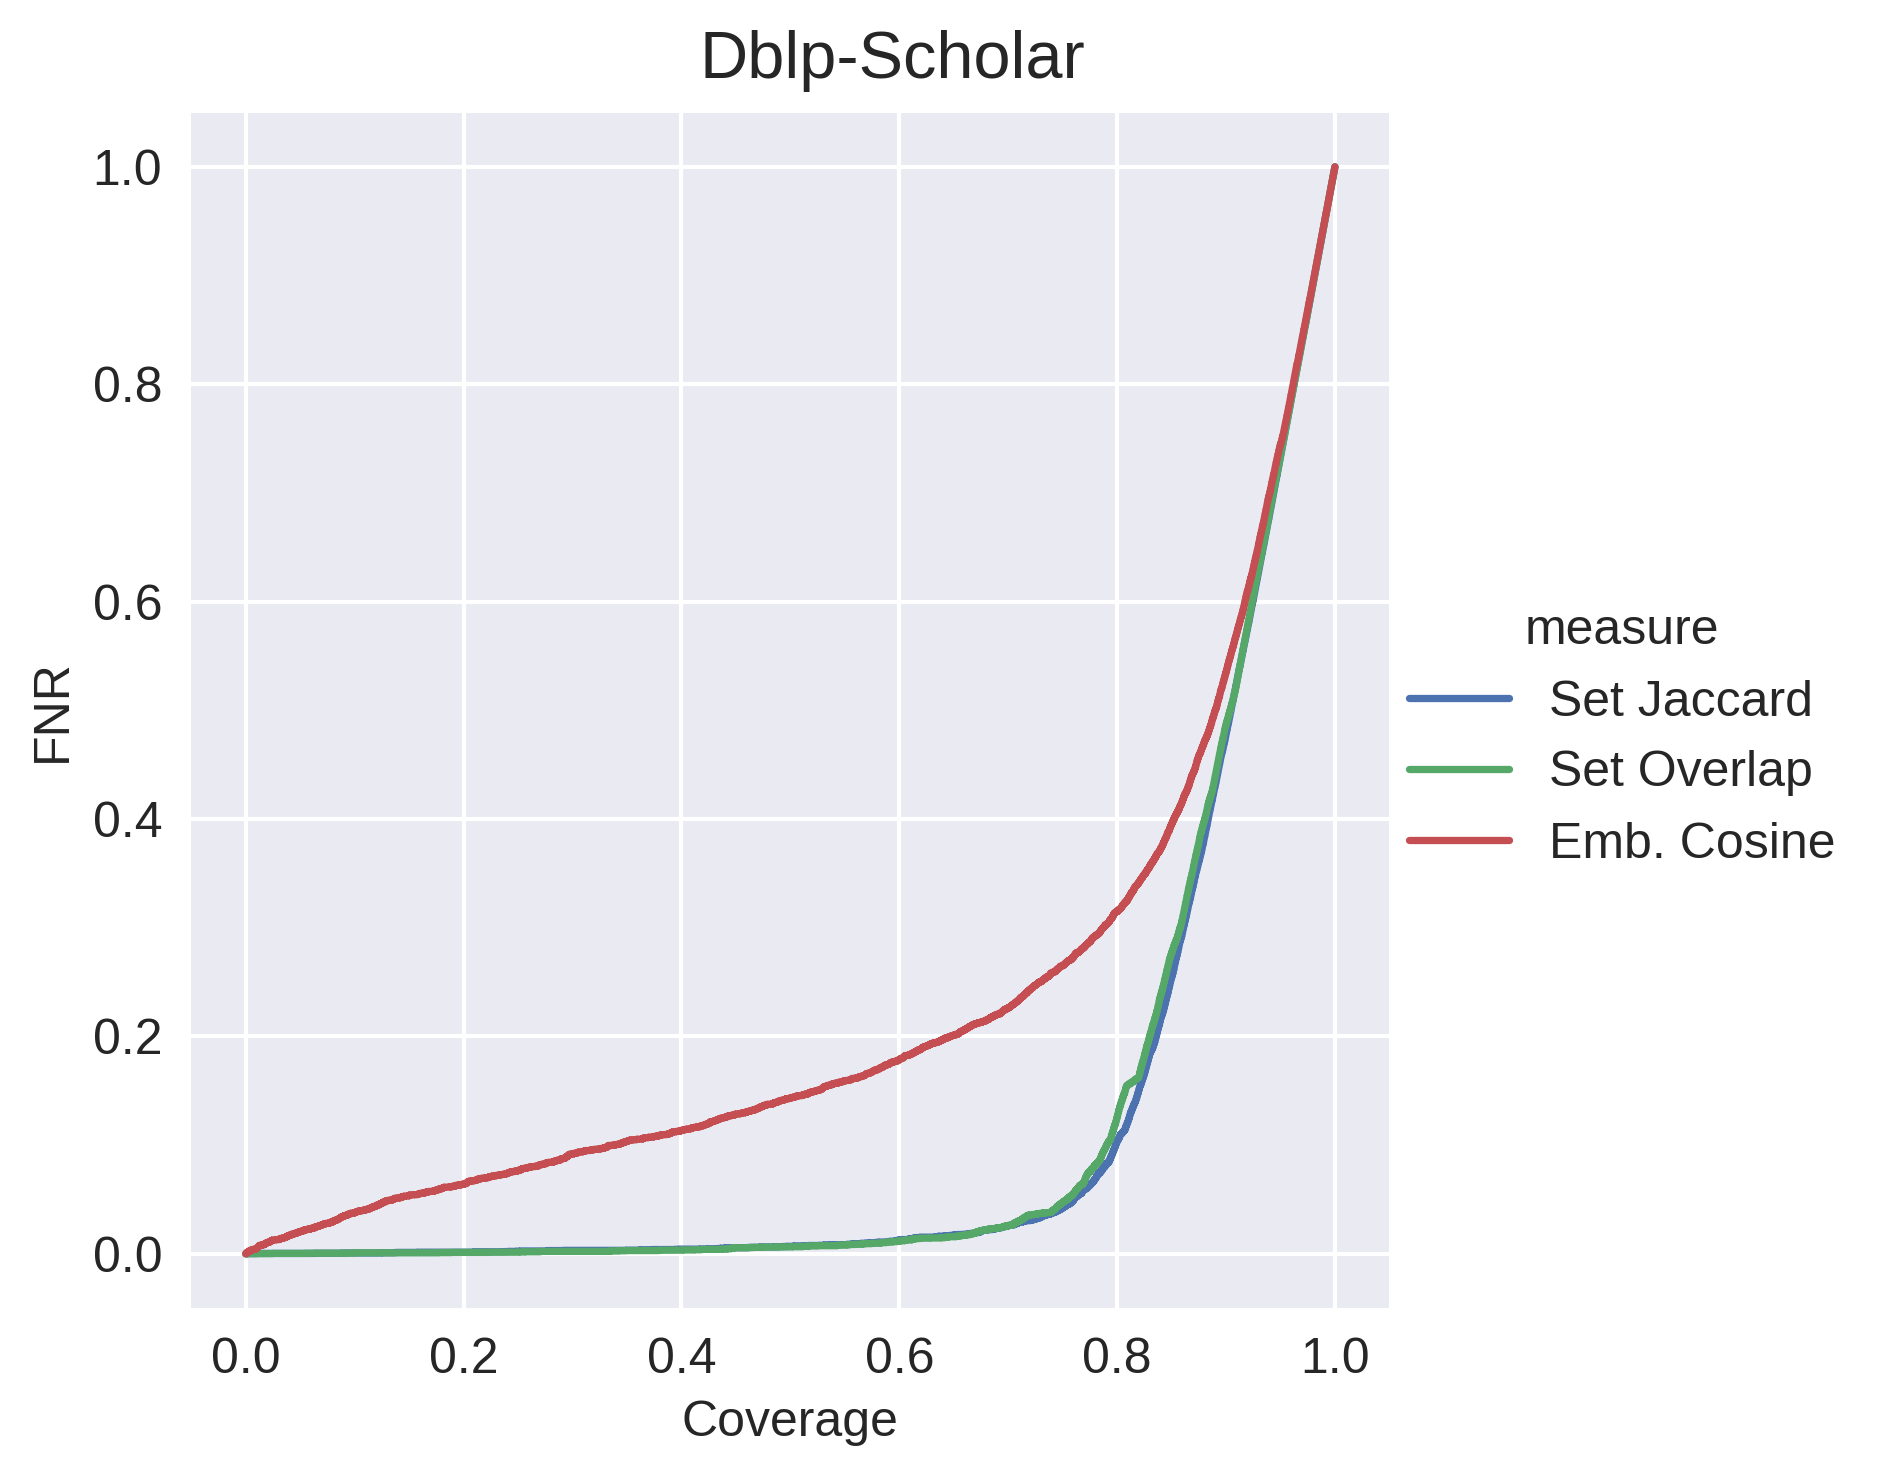 Dblp-Scholar
1.0
0.8
0.6
0.4
0.2
0.0
FNR
0.0 0.2 0.4 0.6 0.8 1.0
Coverage
measure
Set Jaccard
Set Overlap
Emb. Cosine